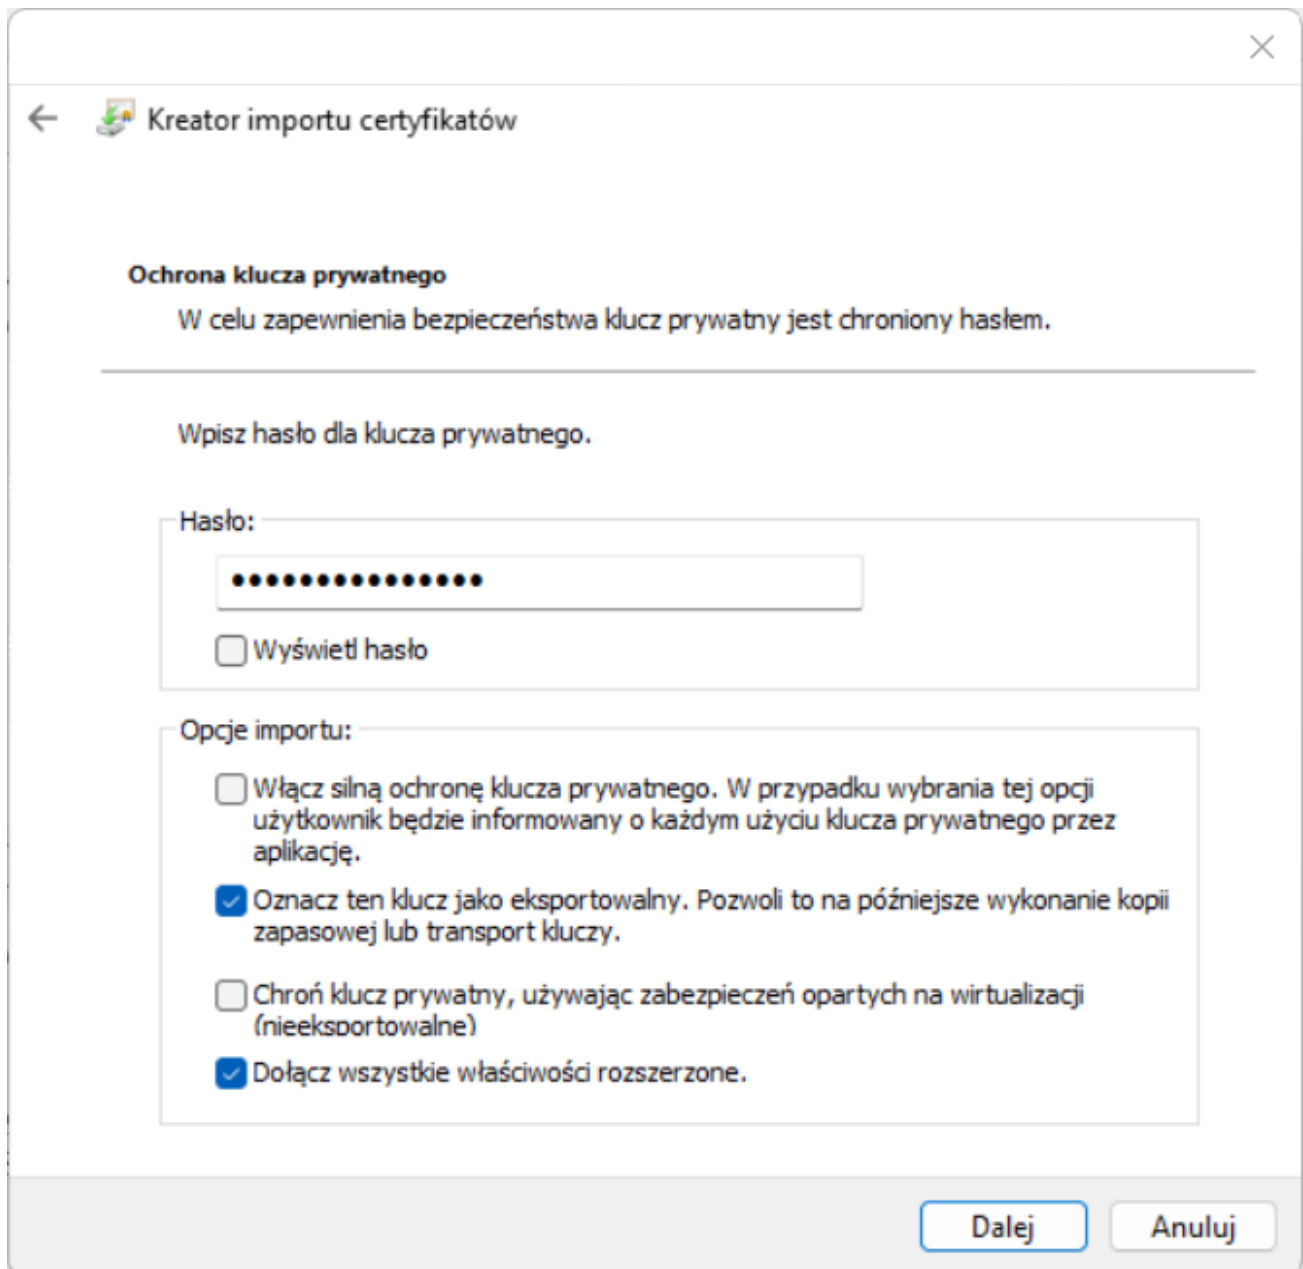 Kreator importu certyfikatów
Ochrona klucza prywatnego
W celu zapewnienia bezpieczeństwa klucz prywatny jest chroniony hasłem.
Wpisz hasło dla klucza prywatnego.
Hasło:
•••••••••••••••
Wyświetl hasło
Opcje importu:
Włącz silną ochronę klucza prywatnego. W przypadku wybrania tej opcji
użytkownik będzie informowany o każdym użyciu klucza prywatnego przez
aplikację.
Oznacz ten klucz jako eksportowalny. Pozwoli to na późniejsze wykonanie kopii
zapasowej lub transport kluczy.
Chroń klucz prywatny, używając zabezpieczeń opartych na wirtualizacji
(nieeksportowalne)
Dołącz wszystkie właściwości rozszerzone.
Dalej
Anuluj